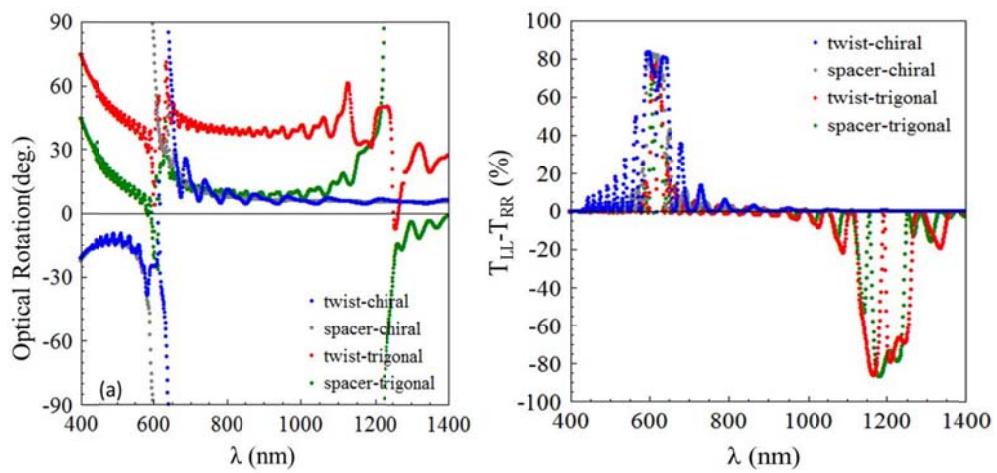 90
60
30
0
-30
-60
-90
Optical Rotation(deg.)
twist-chiral
spacer-chiral
twist-trigonal
spacer-trigonal
(a)
400 600 800 1000 1200 1400
λ (nm)
100
80
60
40
20
0
-20
-40
-60
-80
-100
T_LL-T_RR (%)
twist-chiral
spacer-chiral
twist-trigonal
spacer-trigonal
400 600 800 1000 1200 1400
λ (nm)